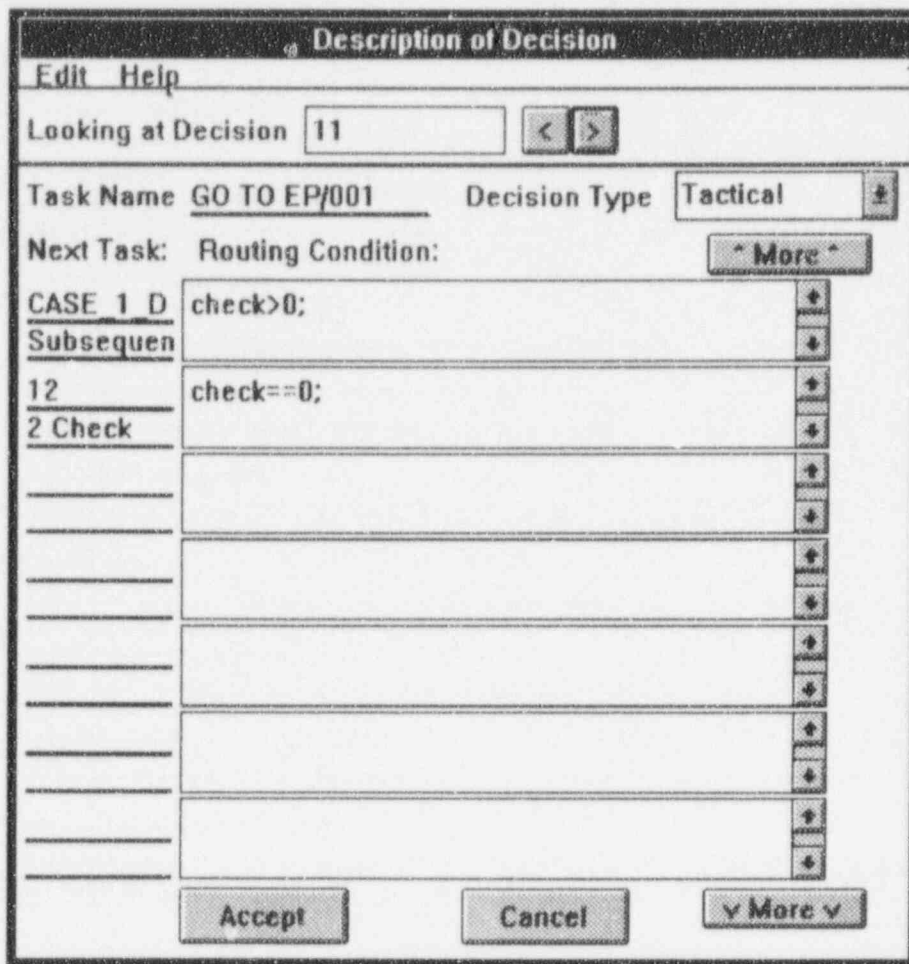 Description of Decision
Edit Help
Looking at Decision 11 < >
Task Name GO TO EP/001 Decision Type Tactical
Next Task: Routing Condition: ^ More ^
CASE_1_D check>0;
Subsequen
12 check==0;
2 Check
Accept Cancel v More v